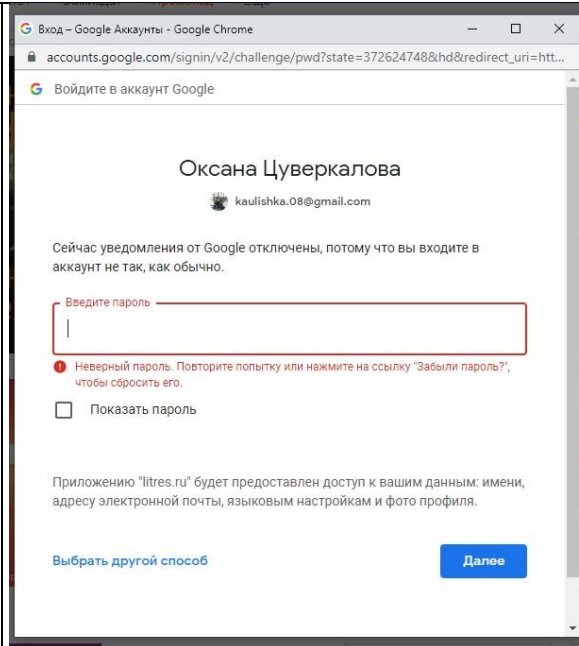 Вход – Google Аккаунты - Google Chrome
accounts.google.com/signin/v2/challenge/pwd?state=372624748&hd&redirect_uri=htt...
Войдите в аккаунт Google
Оксана Цуверкалова
kaulishka.08@gmail.com
Сейчас уведомления от Google отключены, потому что вы входите в
аккаунт не так, как обычно.
Введите пароль
Неверный пароль. Повторите попытку или нажмите на ссылку "Забыли пароль?",
чтобы сбросить его.
Показать пароль
Приложению "litres.ru" будет предоставлен доступ к вашим данным: имени,
адресу электронной почты, языковым настройкам и фото профиля.
Выбрать другой способ
Далее